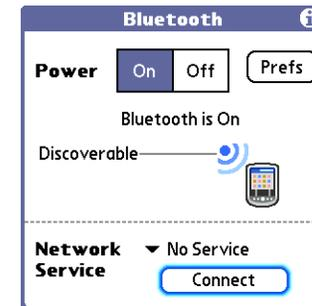 Bluetooth i
Power On Off Prefs
Bluetooth is On
Discoverable
Network Service No Service
Connect